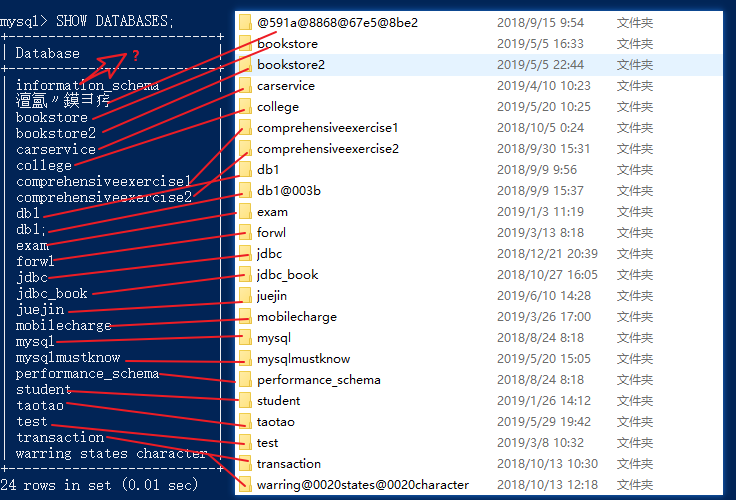 mysql> SHOW DATABASES;
Database
?
information_schema
bookstore
bookstore2
carservice
college
comprehensiveexercise1
comprehensiveexercise2
db1
db1;
exam
forwl
jdbc
jdbc_book
juejin
mobilecharge
mysql
mysqlmustknow
performance_schema
student
taotao
test
transaction
warring states character
24 rows in set (0.01 sec)
@591a@8868@67e5@8be2 2018/9/15 9:54 文件夹
bookstore 2019/5/5 16:33 文件夹
bookstore2 2019/5/5 22:44 文件夹
carservice 2019/4/10 10:23 文件夹
college 2019/5/20 10:25 文件夹
comprehensiveexercise1 2018/10/5 0:24 文件夹
comprehensiveexercise2 2018/9/30 15:31 文件夹
db1 2018/9/9 9:56 文件夹
db1@003b 2018/9/9 15:37 文件夹
exam 2019/1/3 11:19 文件夹
forwl 2019/3/13 8:18 文件夹
jdbc 2018/12/21 20:39 文件夹
jdbc_book 2018/10/27 16:05 文件夹
juejin 2019/6/10 14:28 文件夹
mobilecharge 2019/3/26 17:00 文件夹
mysql 2018/8/24 8:18 文件夹
mysqlmustknow 2019/5/20 15:05 文件夹
performance_schema 2018/8/24 8:18 文件夹
student 2019/1/26 14:12 文件夹
taotao 2019/5/29 19:42 文件夹
test 2019/3/8 10:32 文件夹
transaction 2018/10/13 10:30 文件夹
warring@0020states@0020character 2018/10/13 12:18 文件夹